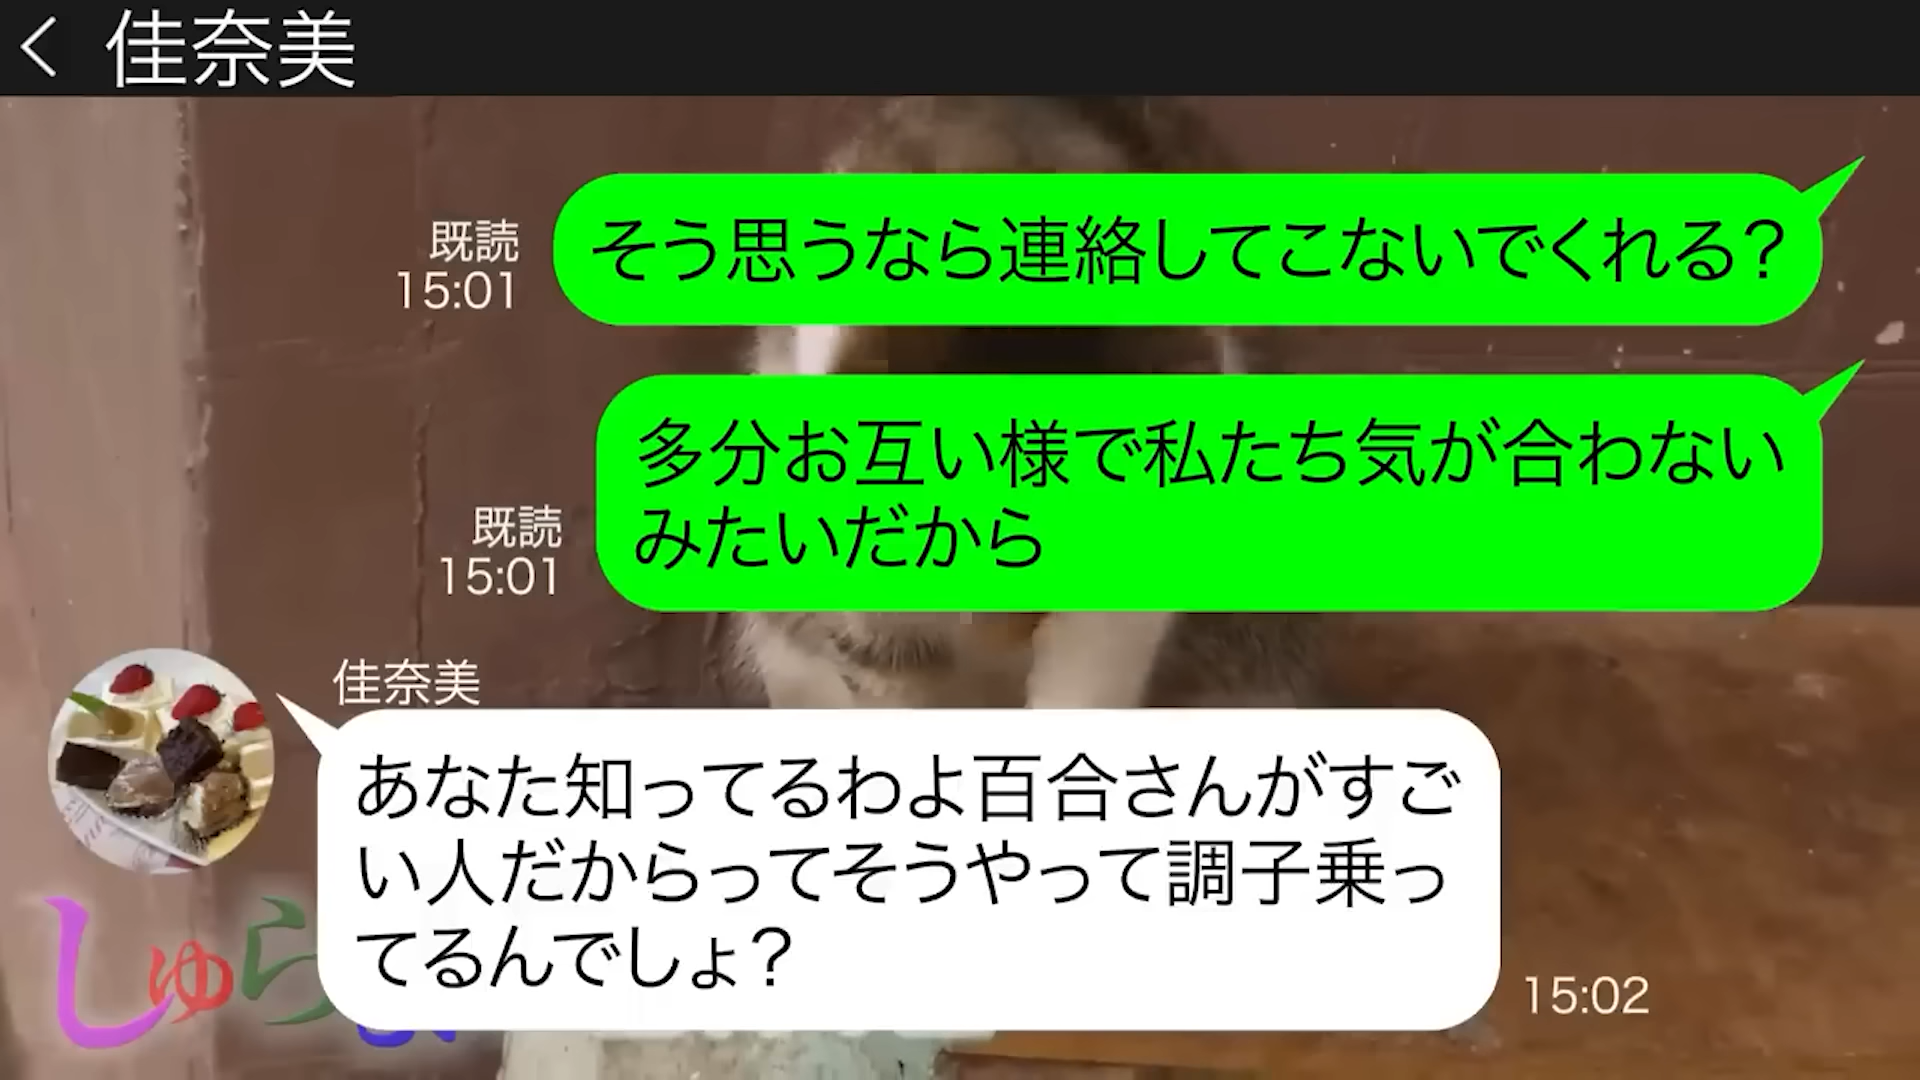 佳奈美
そう思うなら連絡してこないでくれる?
既読
15:01
多分お互い様で私たち気が合わない
みたいだから
既読
15:01
佳奈美
あなた知ってるわよ百合さんがすご
い人だからってそうやって調子乗っ
てるんでしょ?
15:02
しゅら